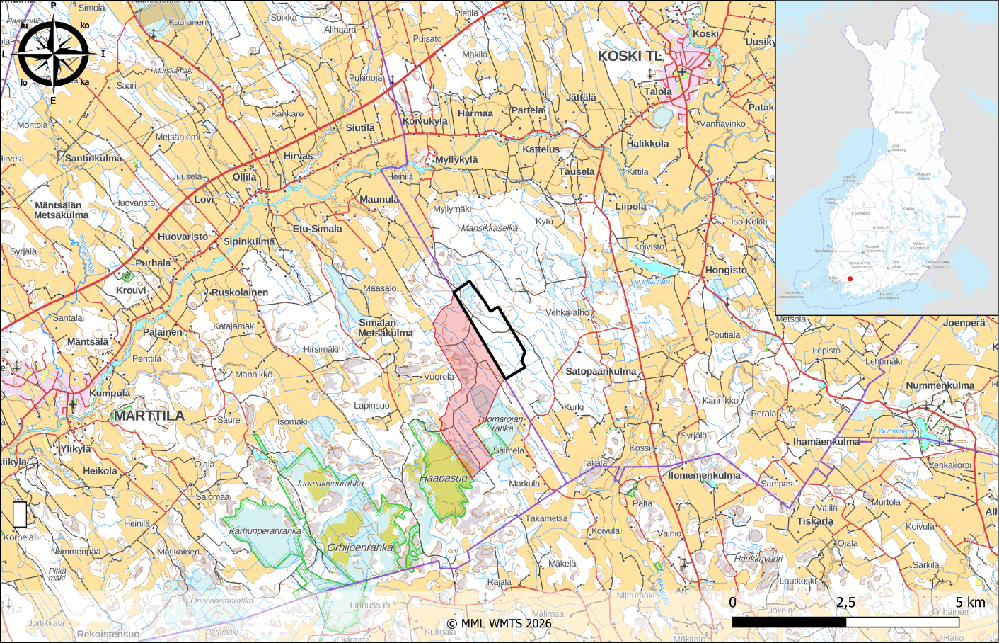 P
lu
ko
L
I
lo
ka
E
Simola
Kauranen
Soikka
Alihaara
Pietilä
Puisato
Mäkilä
Koski
KOSKI TL
Uusiky
Murskamäki
Saari
Pukinoja
Talola
Jättälä
Patak
Montola
Kankare
Metsäniemi
Siutila
Koivukylä
Härmaa
Partela
Vanhavinko
Halikkola
Santinkulma
Hirvas
Kattelus
Myllykylä
Juusela
Ollila
Heinilä
Tausela
Kittilä
Mäntsälän
Metsäkulma
Huovaristo
Lovi
Maunula
Myllymäki
Liipola
Ihmistenoja
Huovaristo
Etu-Simala
Mansikkaselkä
Kytö
Iso-Kokki
Syrjälä
Sipinkulma
Koivisto
Purhala
Hongisto
Liipolanjärvi
Krouvi
Ruskolainen
Maasalo
Santala
Katajamäki
Simalan
Metsäkulma
Vehka-alho
Metsola
Joenperä
Palainen
Mäntsälä
Penttilä
Hirsimäki
Poutiala
Lepistö
Lehtimäki
Männikkö
Vuorela
Satopäänkulma
Nummenkulma
Kumpula
MARTTILA
Saure
Lapinsuo
Isomäki
Tuomarojan-
rahka
Kurki
Kannikko
Perälä
Nummijärvi
Ylikylä
Salmela
Kossi
Syrjälä
Ihamäenkulma
Heikola
Ojala
Takala
Vehkakorpi
Juomakivenrahka
Haapasuo
Markula
Iloniemenkulma
Sampas
Salomaa
Palta
Välilä
Murtola
Heinilä
Karhunperänrahka
Takametsä
Tiskarla
Korpela
Koivula
Vainio
Koivula
Nummenpää
Matikainen
Orhijoenrahka
Ojala
Pitkä-
mäki
Mäkelä
Haukkavuori
Särkilä
Rajala
Lautkoski
Onnenperänrahka
Linnussuo
Niittumäki
Jokela
Ylhäinen
Jortikkala
Välimaa
Rekoistensuo
Patamäki
Kulmala
Ojaranta
Mäkitalo
Hako
0
2,5
5 km
© MML WMTS 2026